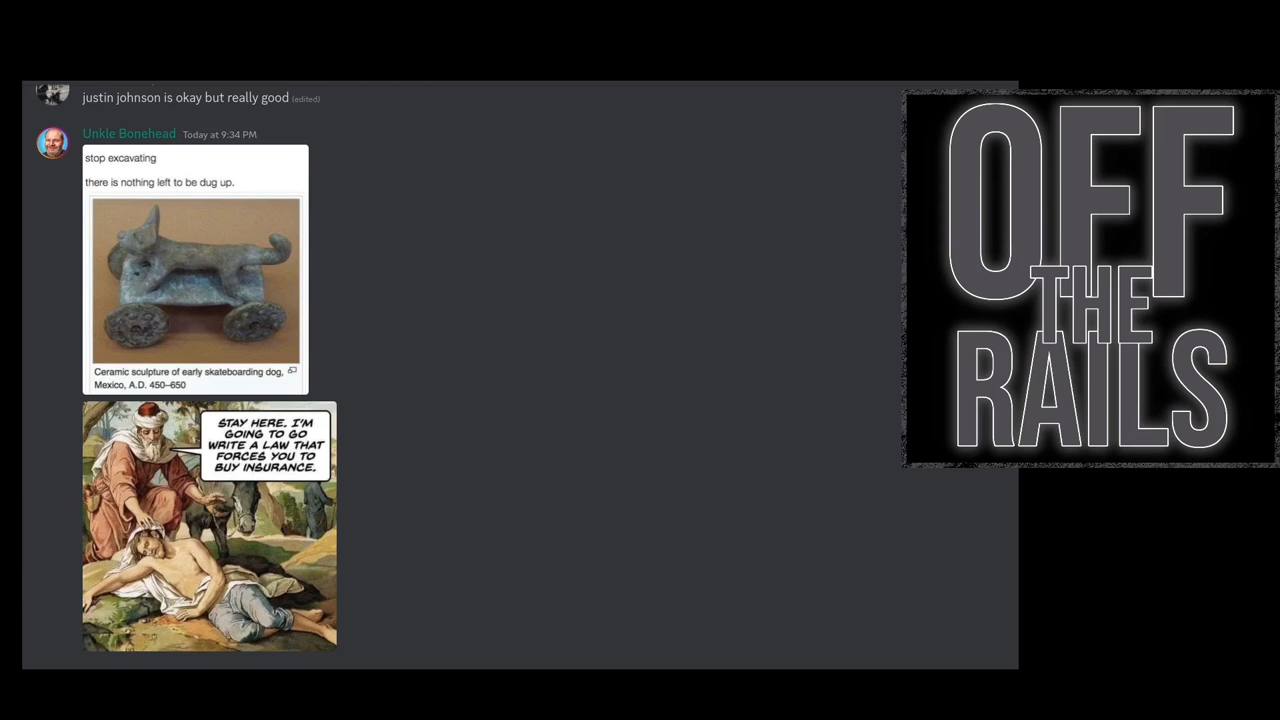 justin johnson is okay but really good (edited)
Unkle Bonehead Today at 9:34 PM
stop excavating
there is nothing left to be dug up.
Ceramic sculpture of early skateboarding dog,
Mexico, A.D. 450–650
STAY HERE. I'M
GOING TO GO
WRITE A LAW THAT
FORCES YOU TO
BUY INSURANCE.
OFF
THE
RAILS